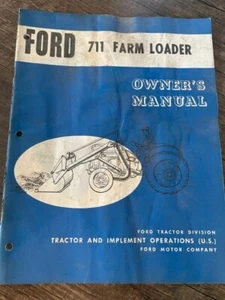 FORD 711 FARM LOADER
OWNER'S
MANUAL
FORD TRACTOR DIVISION
TRACTOR AND IMPLEMENT OPERATIONS (U.S.)
FORD MOTOR COMPANY